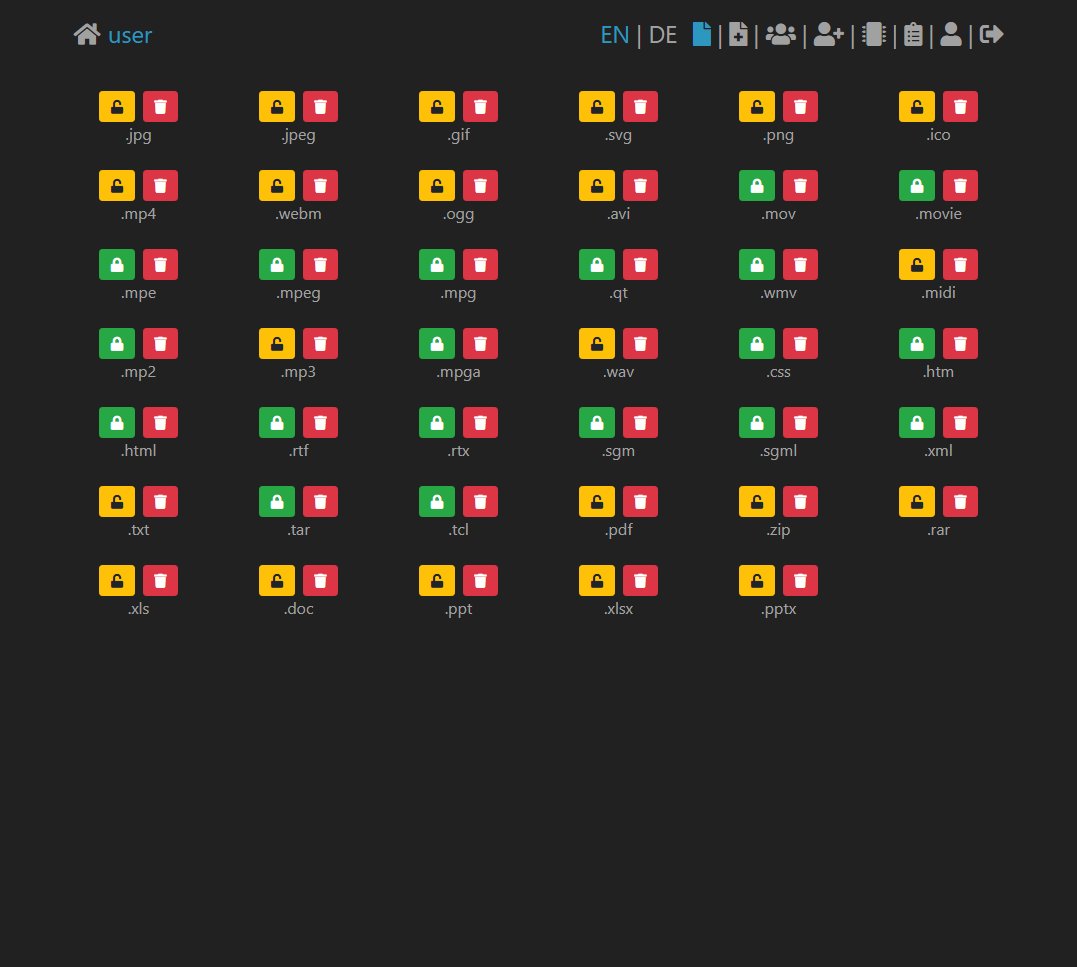 user EN | DE | | | | | | |
.jpg .jpeg .gif .svg .png .ico
.mp4 .webm .ogg .avi .mov .movie
.mpe .mpeg .mpg .qt .wmv .midi
.mp2 .mp3 .mpga .wav .css .htm
.html .rtf .rtx .sgm .sgml .xml
.txt .tar .tcl .pdf .zip .rar
.xls .doc .ppt .xlsx .pptx